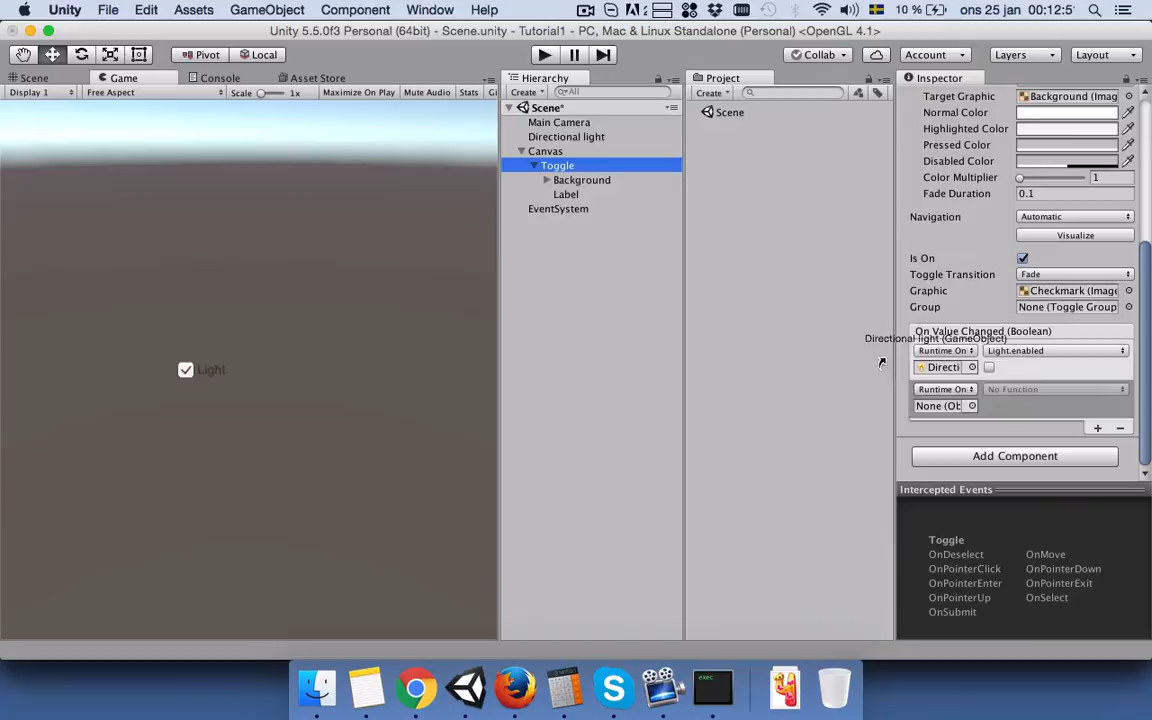 Unity File Edit Assets GameObject Component Window Help 10 % ons 25 jan 00:12:5
Unity 5.5.0f3 Personal (64bit) - Scene.unity - Tutorial1 - PC, Mac & Linux Standalone (Personal) <OpenGL 4.1>
Pivot Local Collab Account Layers Layout
Scene Game Console Asset Store Hierarchy Project Inspector
Display 1 Free Aspect Scale 1x Maximize On Play Mute Audio Stats Gi Create All Create
Target Graphic Background (Imag
Scene*
Scene
Normal Color
Main Camera
Highlighted Color
Directional light
Pressed Color
Canvas
Disabled Color
Toggle
Color Multiplier 1
Background
Fade Duration 0.1
Label
EventSystem
Navigation Automatic
Visualize
Is On
Toggle Transition Fade
Graphic Checkmark (Image
Group None (Toggle Group
On Value Changed (Boolean)
Directional light (GameObject)
Runtime On Light.enabled
Directi
Light
Runtime On No Function
None (Ob
+ −
Add Component
Intercepted Events
Toggle
OnDeselect OnMove
OnPointerClick OnPointerDown
OnPointerEnter OnPointerExit
OnPointerUp OnSelect
OnSubmit
exec